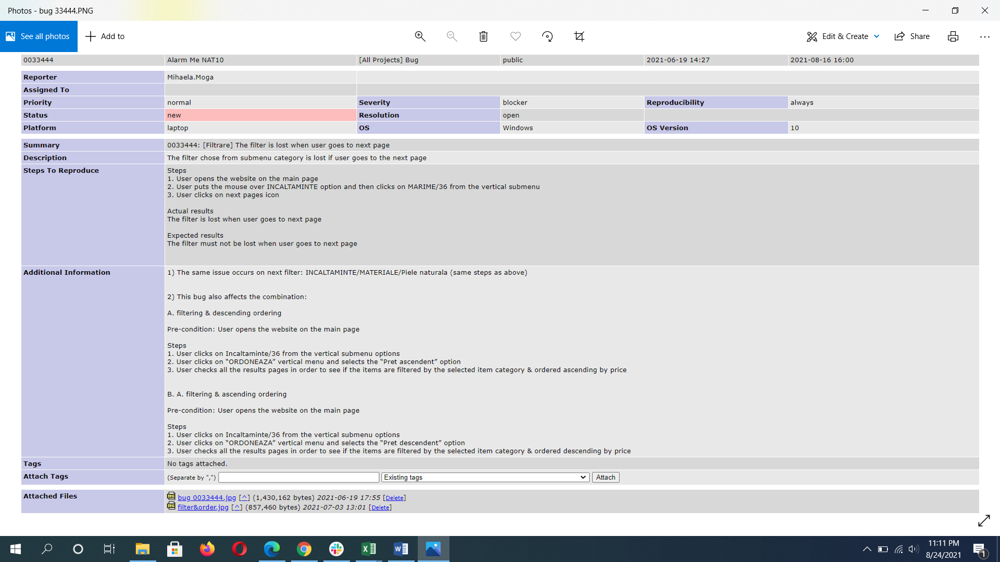 Photos - bug 33444.PNG
See all photos
Add to
Edit & Create
Share
0033444 Alarm Me NAT10 [All Projects] Bug public 2021-06-19 14:27 2021-08-16 16:00
Reporter Mihaela.Moga
Assigned To
Priority normal Severity blocker Reproducibility always
Status new Resolution open
Platform laptop OS Windows OS Version 10
Summary 0033444: [Filtrare] The filter is lost when user goes to next page
Description The filter chose from submenu category is lost if user goes to the next page
Steps To Reproduce Steps
1. User opens the website on the main page
2. User puts the mouse over INCALTAMINTE option and then clicks on MARIME/36 from the vertical submenu
3. User clicks on next pages icon
Actual results
The filter is lost when user goes to next page
Expected results
The filter must not be lost when user goes to next page
Additional Information 1) The same issue occurs on next filter: INCALTAMINTE/MATERIALE/Piele naturala (same steps as above)
2) This bug also affects the combination:
A. filtering & descending ordering
Pre-condition: User opens the website on the main page
Steps
1. User clicks on Incaltaminte/36 from the vertical submenu options
2. User clicks on “ORDONEAZA” vertical menu and selects the “Pret ascendent” option
3. User checks all the results pages in order to see if the items are filtered by the selected item category & ordered ascending by price
B. A. filtering & ascending ordering
Pre-condition: User opens the website on the main page
Steps
1. User clicks on Incaltaminte/36 from the vertical submenu options
2. User clicks on “ORDONEAZA” vertical menu and selects the “Pret descendent” option
3. User checks all the results pages in order to see if the items are filtered by the selected item category & ordered descending by price
Tags No tags attached.
Attach Tags (Separate by ",") Existing tags Attach
Attached Files bug 0033444.jpg [^] (1,430,162 bytes) 2021-06-19 17:55 [Delete]
filter&order.jpg [^] (857,460 bytes) 2021-07-03 13:01 [Delete]
11:11 PM
8/24/2021
1